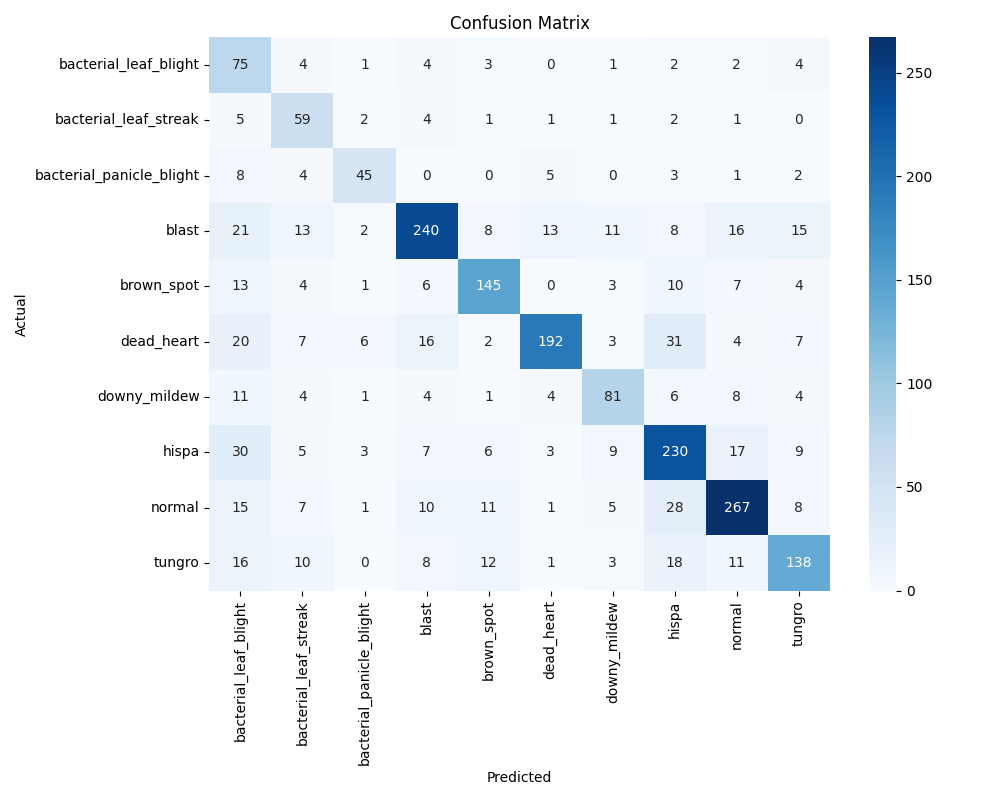 Confusion Matrix
Actual
bacterial_leaf_blight 75 4 1 4 3 0 1 2 2 4
bacterial_leaf_streak 5 59 2 4 1 1 1 2 1 0
bacterial_panicle_blight 8 4 45 0 0 5 0 3 1 2
blast 21 13 2 240 8 13 11 8 16 15
brown_spot 13 4 1 6 145 0 3 10 7 4
dead_heart 20 7 6 16 2 192 3 31 4 7
downy_mildew 11 4 1 4 1 4 81 6 8 4
hispa 30 5 3 7 6 3 9 230 17 9
normal 15 7 1 10 11 1 5 28 267 8
tungro 16 10 0 8 12 1 3 18 11 138
bacterial_leaf_blight
bacterial_leaf_streak
bacterial_panicle_blight
blast
brown_spot
dead_heart
downy_mildew
hispa
normal
tungro
Predicted
250
200
150
100
50
0